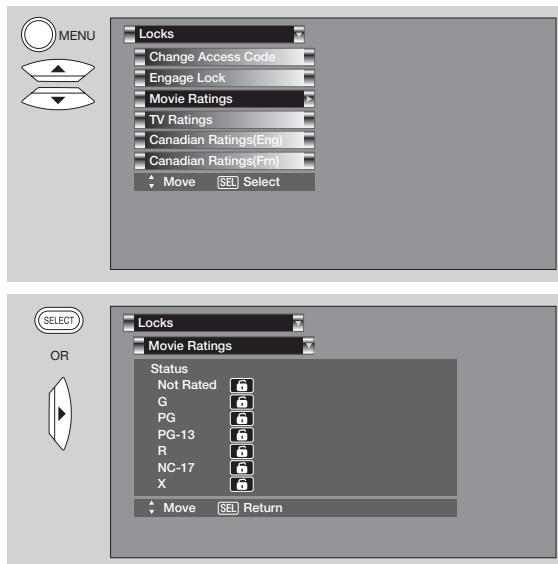 MENU
Locks
Change Access Code
Engage Lock
Movie Ratings
TV Ratings
Canadian Ratings(Eng)
Canadian Ratings(Frn)
Move SEL Select
SELECT
OR
Locks
Movie Ratings
Status
Not Rated
G
PG
PG-13
R
NC-17
X
Move SEL Return